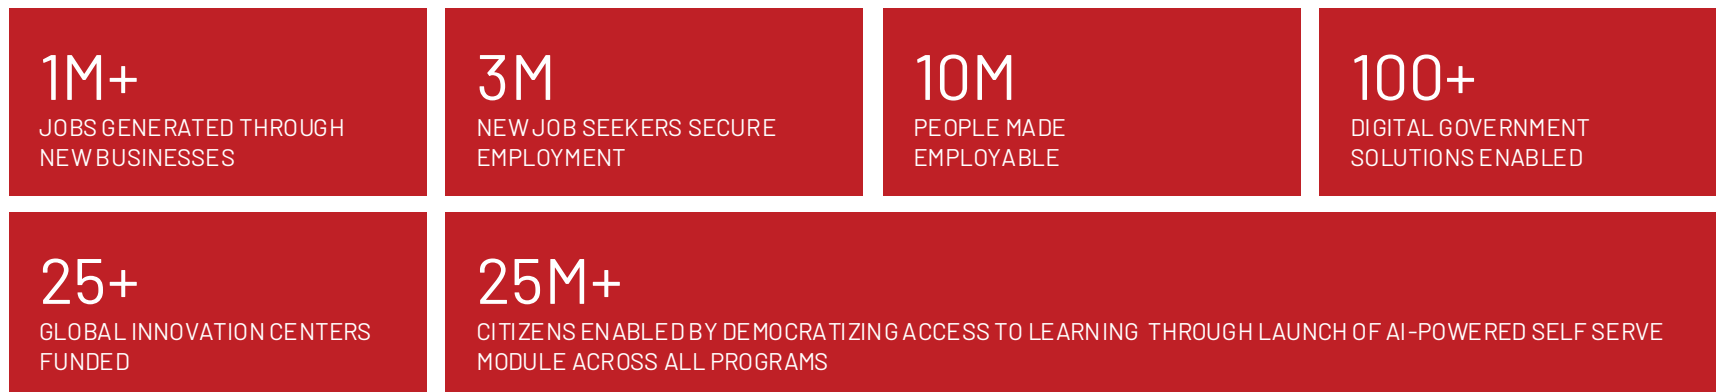 1M+
JOBS GENERATED THROUGH
NEW BUSINESSES
3M
NEW JOB SEEKERS SECURE
EMPLOYMENT
10M
PEOPLE MADE
EMPLOYABLE
100+
DIGITAL GOVERNMENT
SOLUTIONS ENABLED
25+
GLOBAL INNOVATION CENTERS
FUNDED
25M+
CITIZENS ENABLED BY DEMOCRATIZING ACCESS TO LEARNING THROUGH LAUNCH OF AI-POWERED SELF SERVE
MODULE ACROSS ALL PROGRAMS